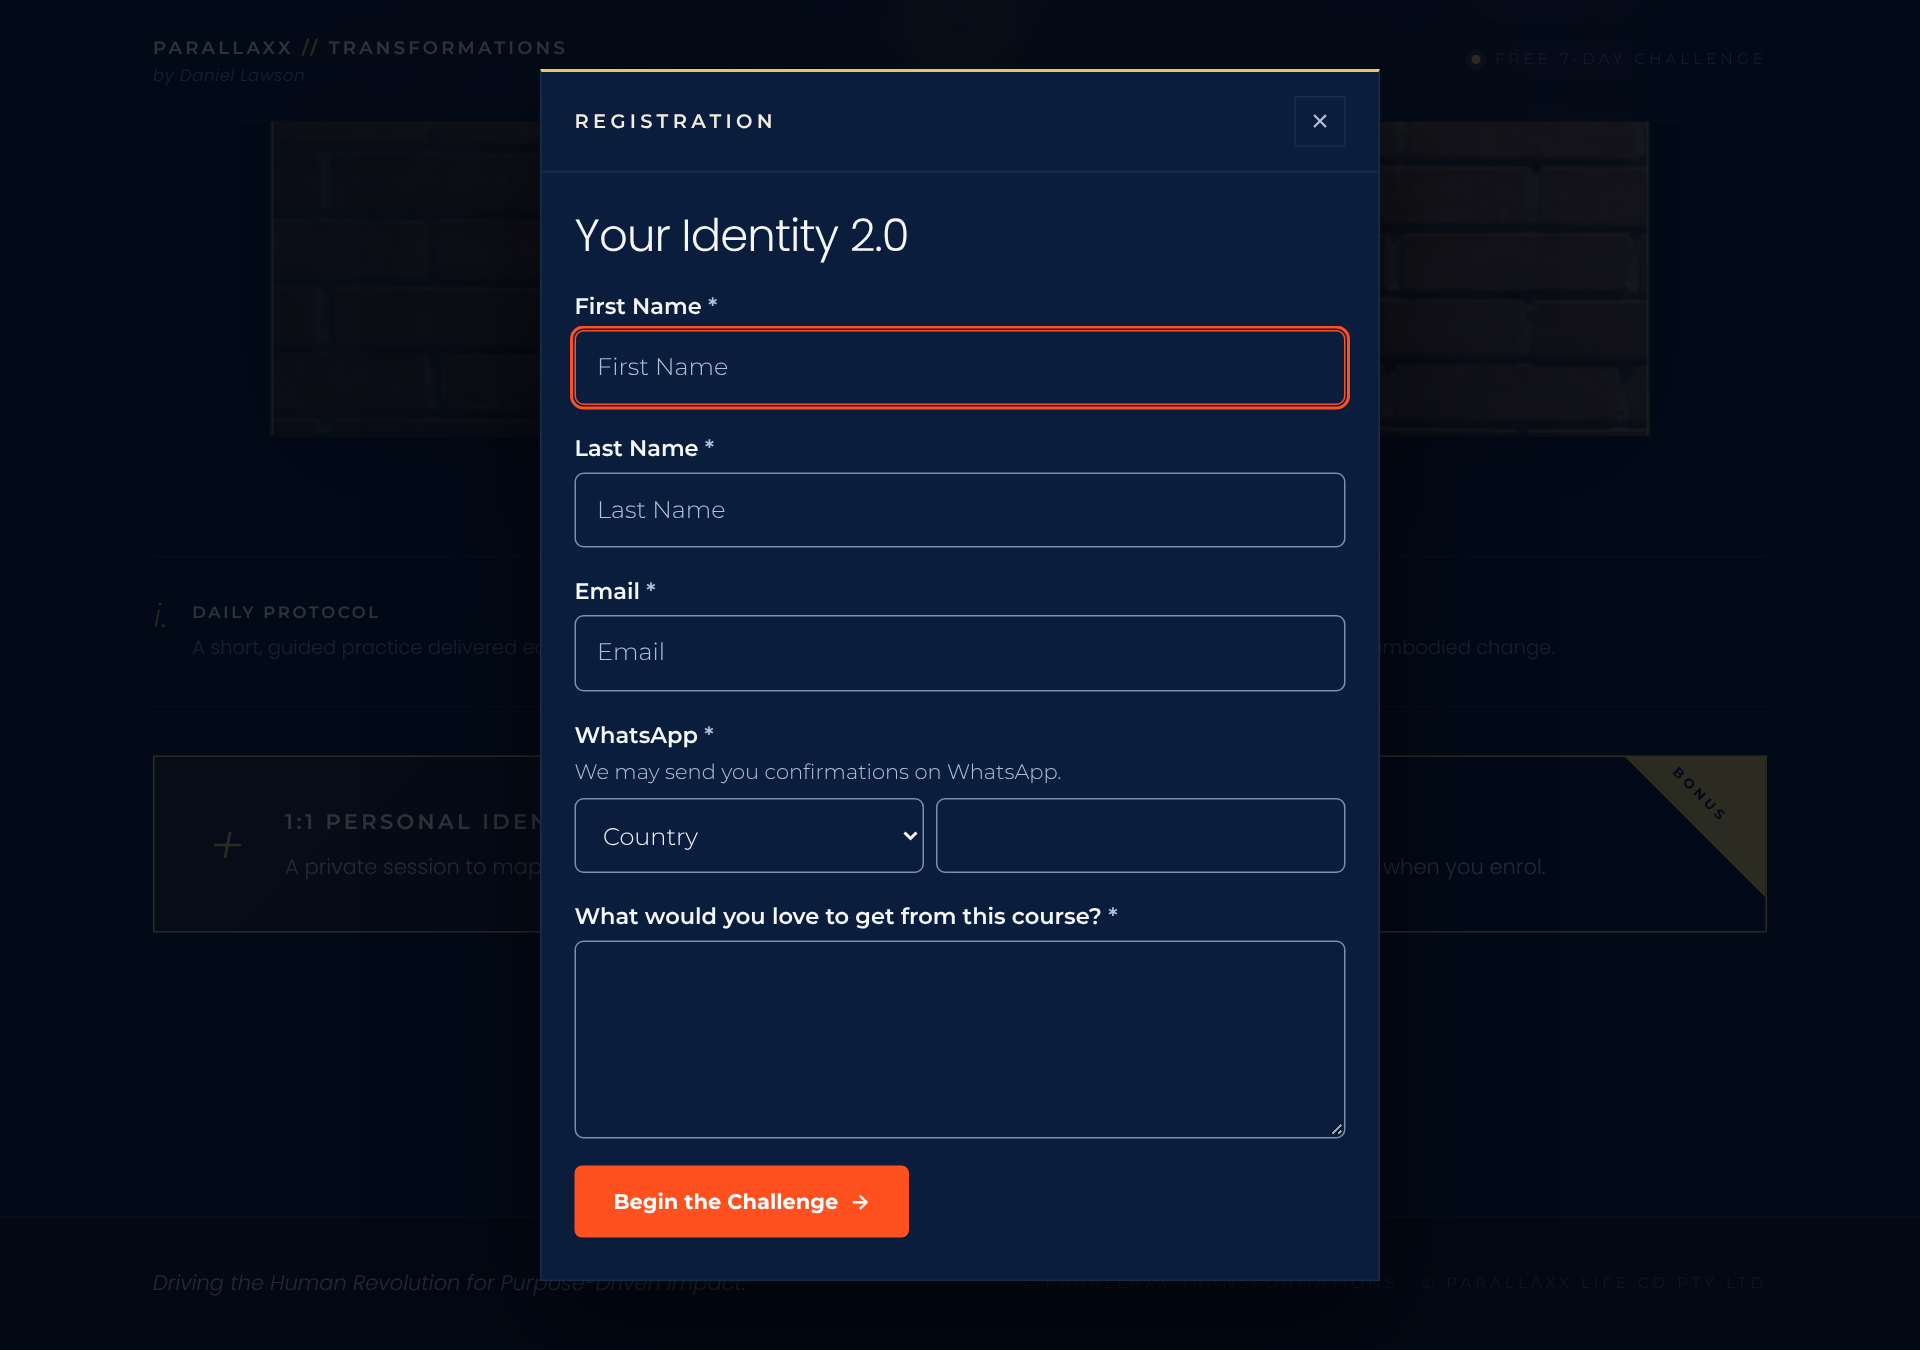 PARALLAXX // TRANSFORMATIONS
by Daniel Lawson
FREE 7-DAY CHALLENGE
REGISTRATION
✕
Your Identity 2.0
First Name *
First Name
Last Name *
Last Name
Email *
Email
WhatsApp *
We may send you confirmations on WhatsApp.
Country
What would you love to get from this course? *
Begin the Challenge →
i. DAILY PROTOCOL
A short, guided practice delivered
embodied change.
BONUS
+ 1:1 PERSONAL
A private session to map
when you enrol.
Driving the Human Revolution for Purpose-Driven Impact.
© PARALLAXX LIFE CO PTY LTD